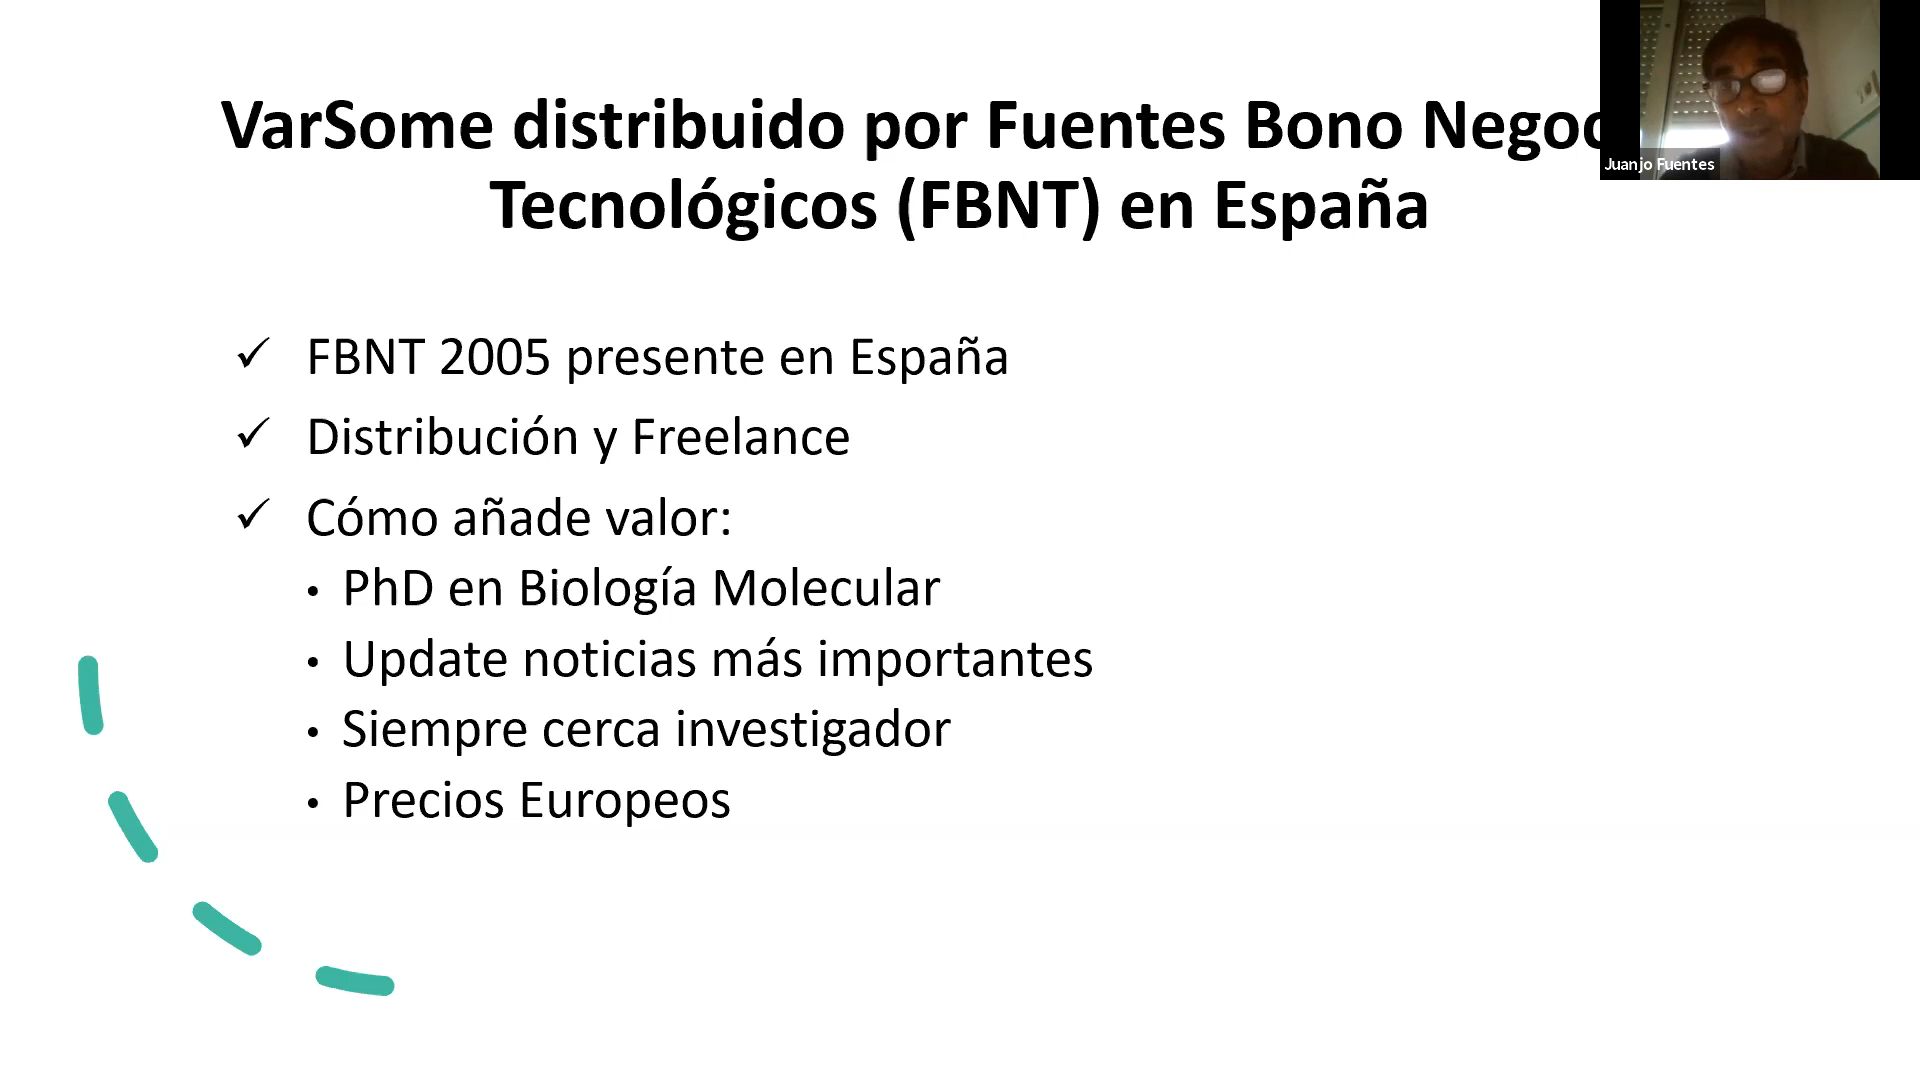 VarSome distribuido por Fuentes Bono Negoc
Tecnológicos (FBNT) en España
Juanjo Fuentes
✓ FBNT 2005 presente en España
✓ Distribución y Freelance
✓ Cómo añade valor:
• PhD en Biología Molecular
• Update noticias más importantes
• Siempre cerca investigador
• Precios Europeos